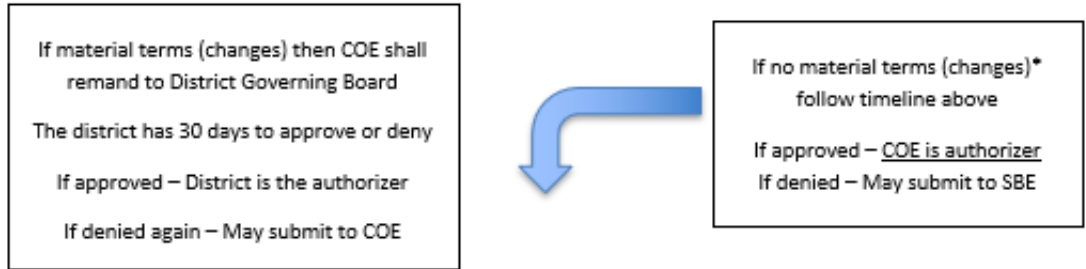 If material terms (changes) then COE shall
remand to District Governing Board
The district has 30 days to approve or deny
If approved – District is the authorizer
If denied again – May submit to COE
If no material terms (changes)*
follow timeline above
If approved – COE is authorizer
If denied – May submit to SBE